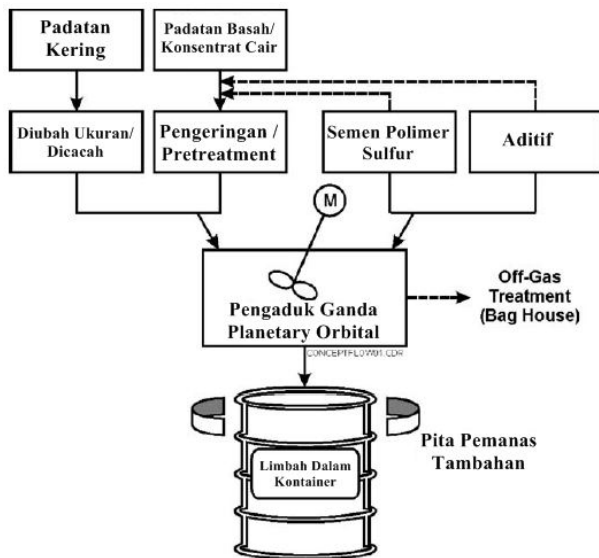 Padatan
Kering
Padatan Basah/
Konsentrat Cair
Diubah Ukuran/
Dicacah
Pengeringan /
Pretreatment
Semen Polimer
Sulfur
Aditif
M
Pengaduk Ganda
Planetary Orbital
CONCEPTFLOW01.CDR
Off-Gas
Treatment
(Bag House)
Limbah Dalam
Kontainer
Pita Pemanas
Tambahan